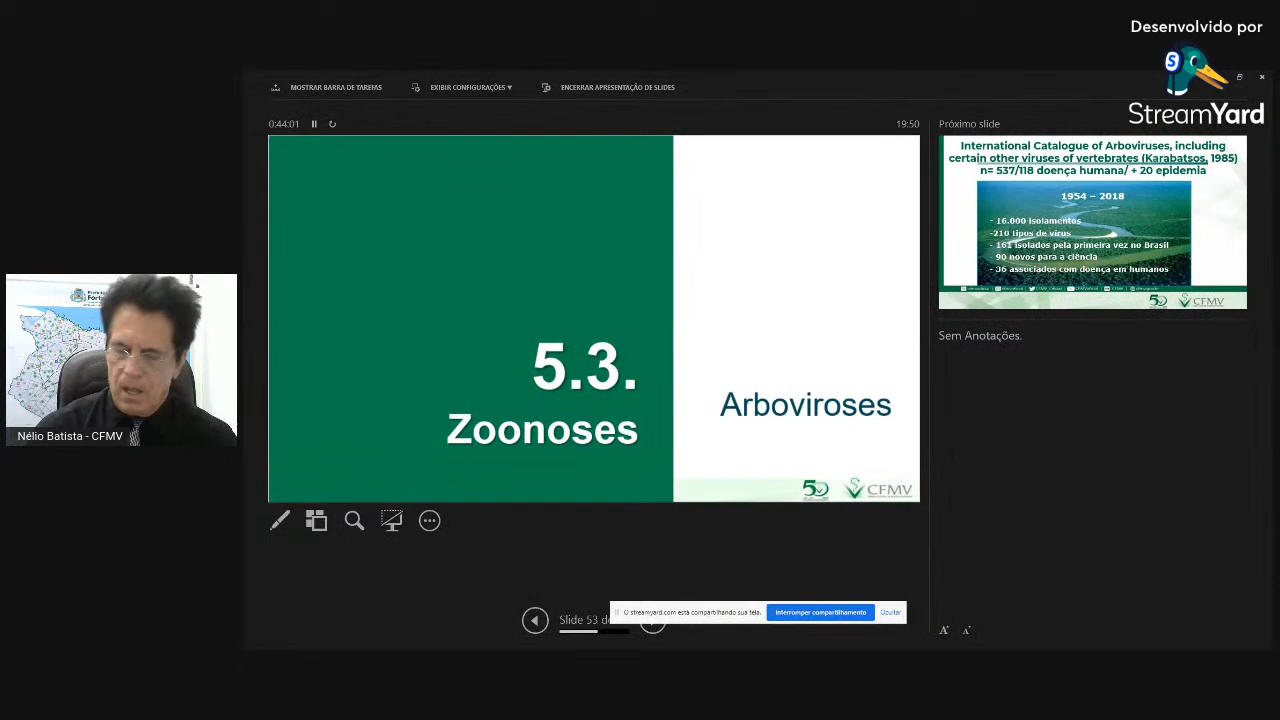 Desenvolvido por
StreamYard
MOSTRAR BARRA DE TAREFAS
EXIBIR CONFIGURAÇÕES ▾
ENCERRAR APRESENTAÇÃO DE SLIDES
0:44:01
19:50
Próximo slide
5.3.
Zoonoses
Arboviroses
50
CFMV
International Catalogue of Arboviruses, including
certain other viruses of vertebrates (Karabatsos, 1985)
n= 537/118 doença humana/ + 20 epidemia
1954 – 2018
- 16.000 isolamentos
-210 tipos de vírus
- 161 isolados pela primeira vez no Brasil
90 novos para a ciência
- 36 associados com doença em humanos
50
CFMV
Sem Anotações.
Nélio Batista - CFMV
Slide 53
O streamyard.com está compartilhando sua tela.
Interromper compartilhamento
Ocultar